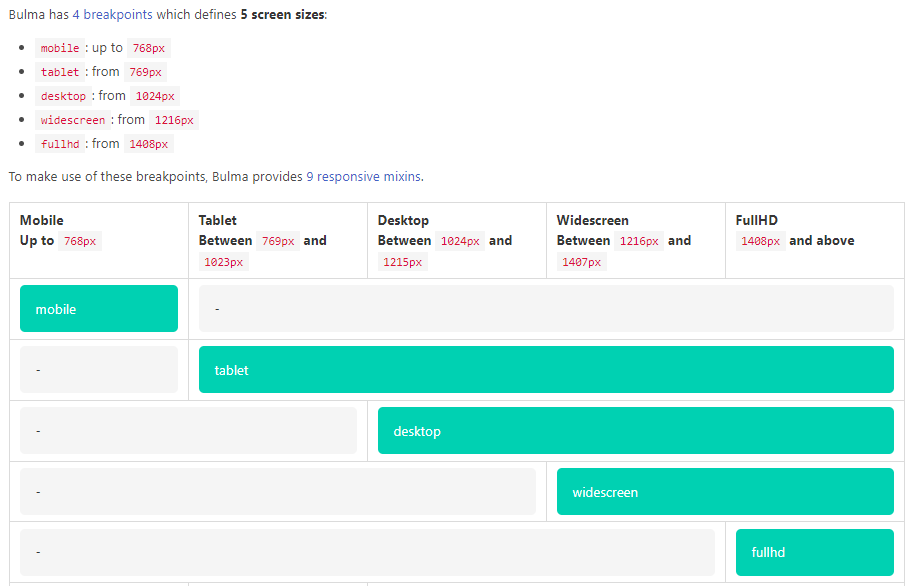 Bulma has 4 breakpoints which defines 5 screen sizes:
mobile : up to 768px
tablet : from 769px
desktop : from 1024px
widescreen : from 1216px
fullhd : from 1408px
To make use of these breakpoints, Bulma provides 9 responsive mixins.
Mobile
Up to 768px
Tablet
Between 769px and
1023px
Desktop
Between 1024px and
1215px
Widescreen
Between 1216px and
1407px
FullHD
1408px and above
mobile
-
-
tablet
-
desktop
-
widescreen
-
fullhd